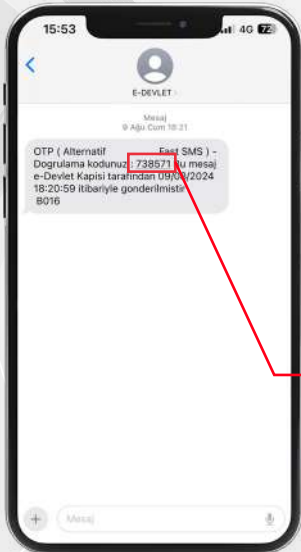 15:53
4G 72
E-DEVLET
Mesaj
9 Ağu Cum 18:21
OTP ( Alternatif Fast SMS ) -
Dogrulama kodunuz : 738571 Bu mesaj
e-Devlet Kapisi tarafindan 09/08/2024
18:20:59 itibariyle gonderilmistir
B016
Mesaj